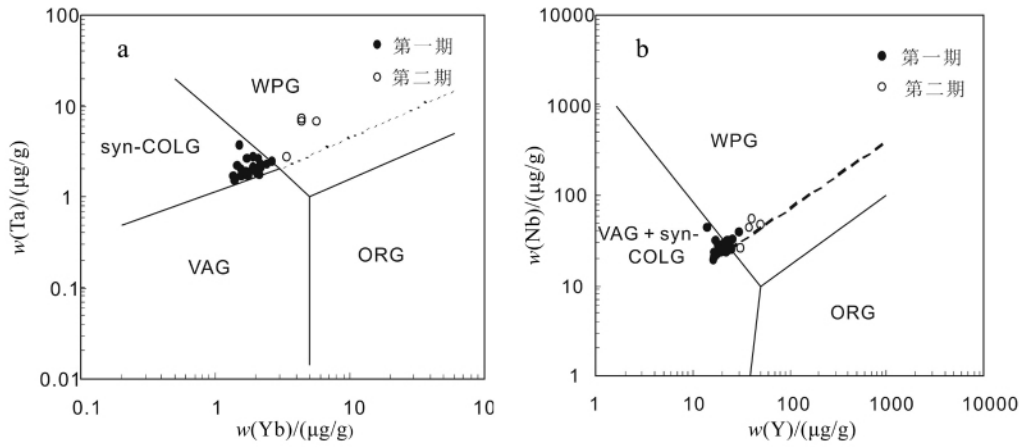 a
第一期
第二期
WPG
syn-COLG
VAG
ORG
100
10
1
0.1
0.01
0.1
1
10
10
w(Ta)/(μg/g)
w(Yb)/(μg/g)
b
第一期
第二期
WPG
VAG + syn-
COLG
ORG
10000
1000
100
10
1
1
10
100
1000
10000
w(Nb)/(μg/g)
w(Y)/(μg/g)